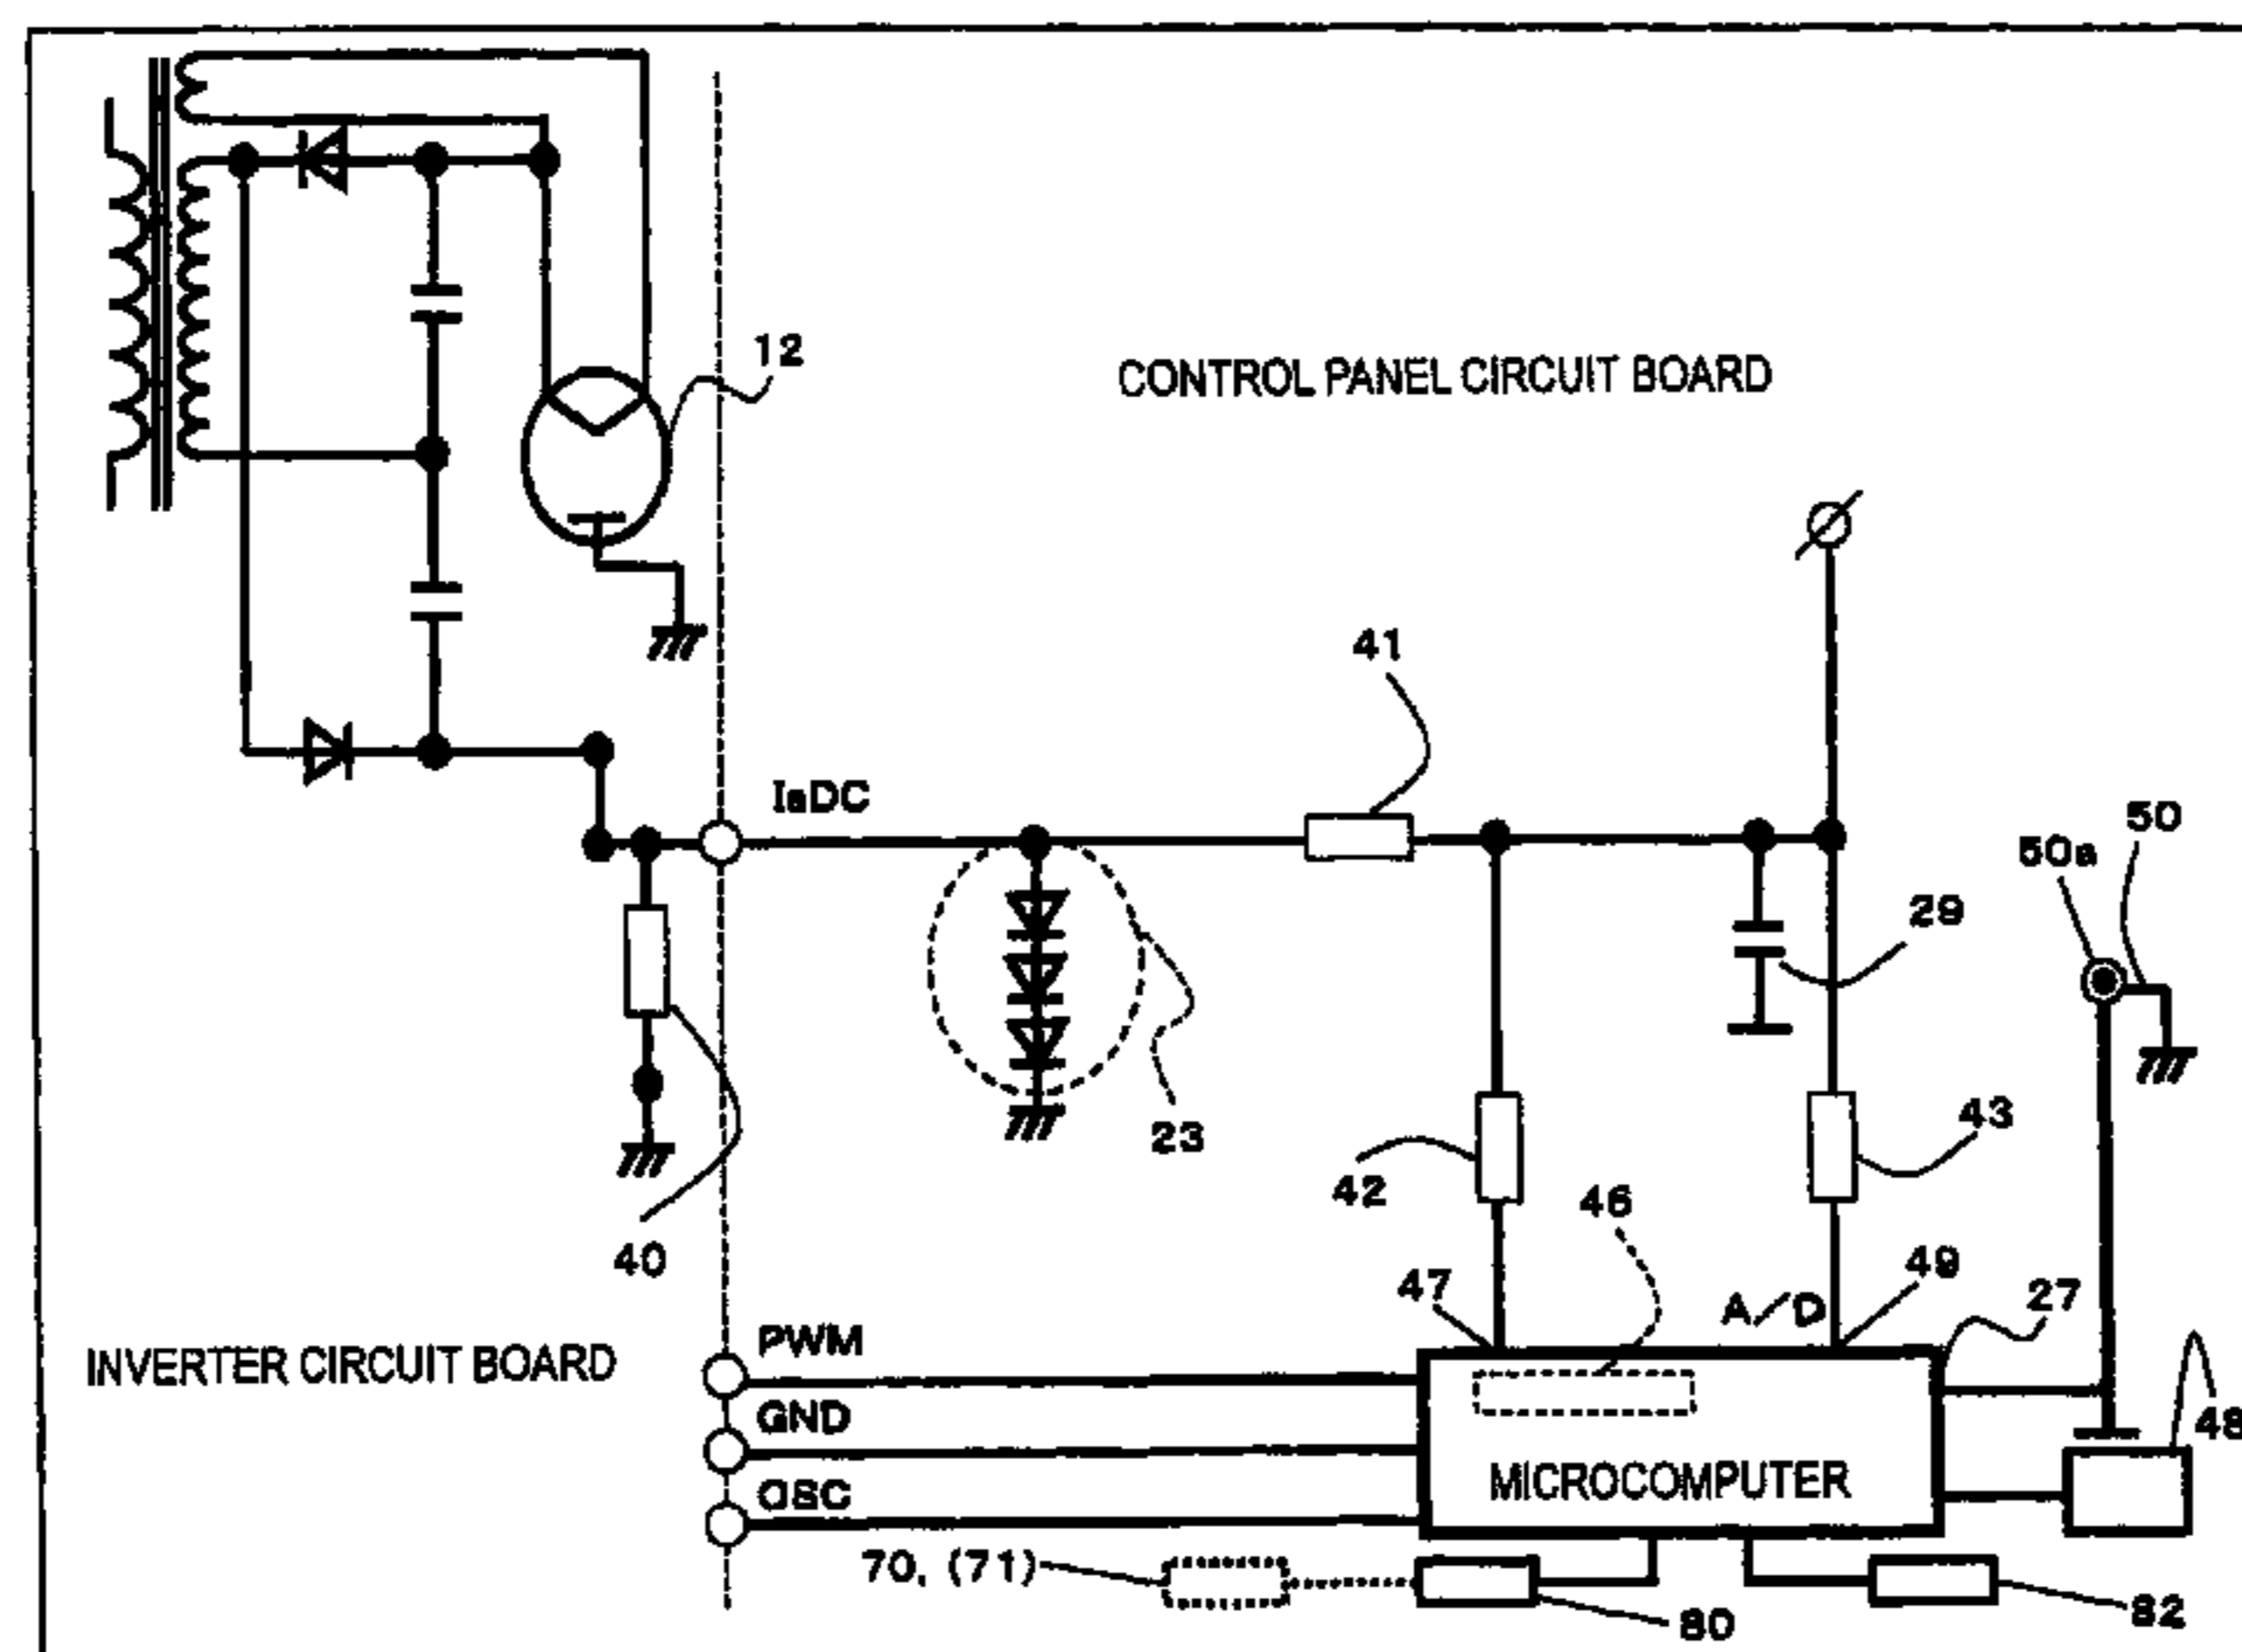 12
CONTROL PANEL CIRCUIT BOARD
41
IaDC
50
50a
29
23
43
42
46
40
47
A/D
49
27
PWM
INVERTER CIRCUIT BOARD
GND
48
OSC
MICROCOMPUTER
70, (71)
80
82